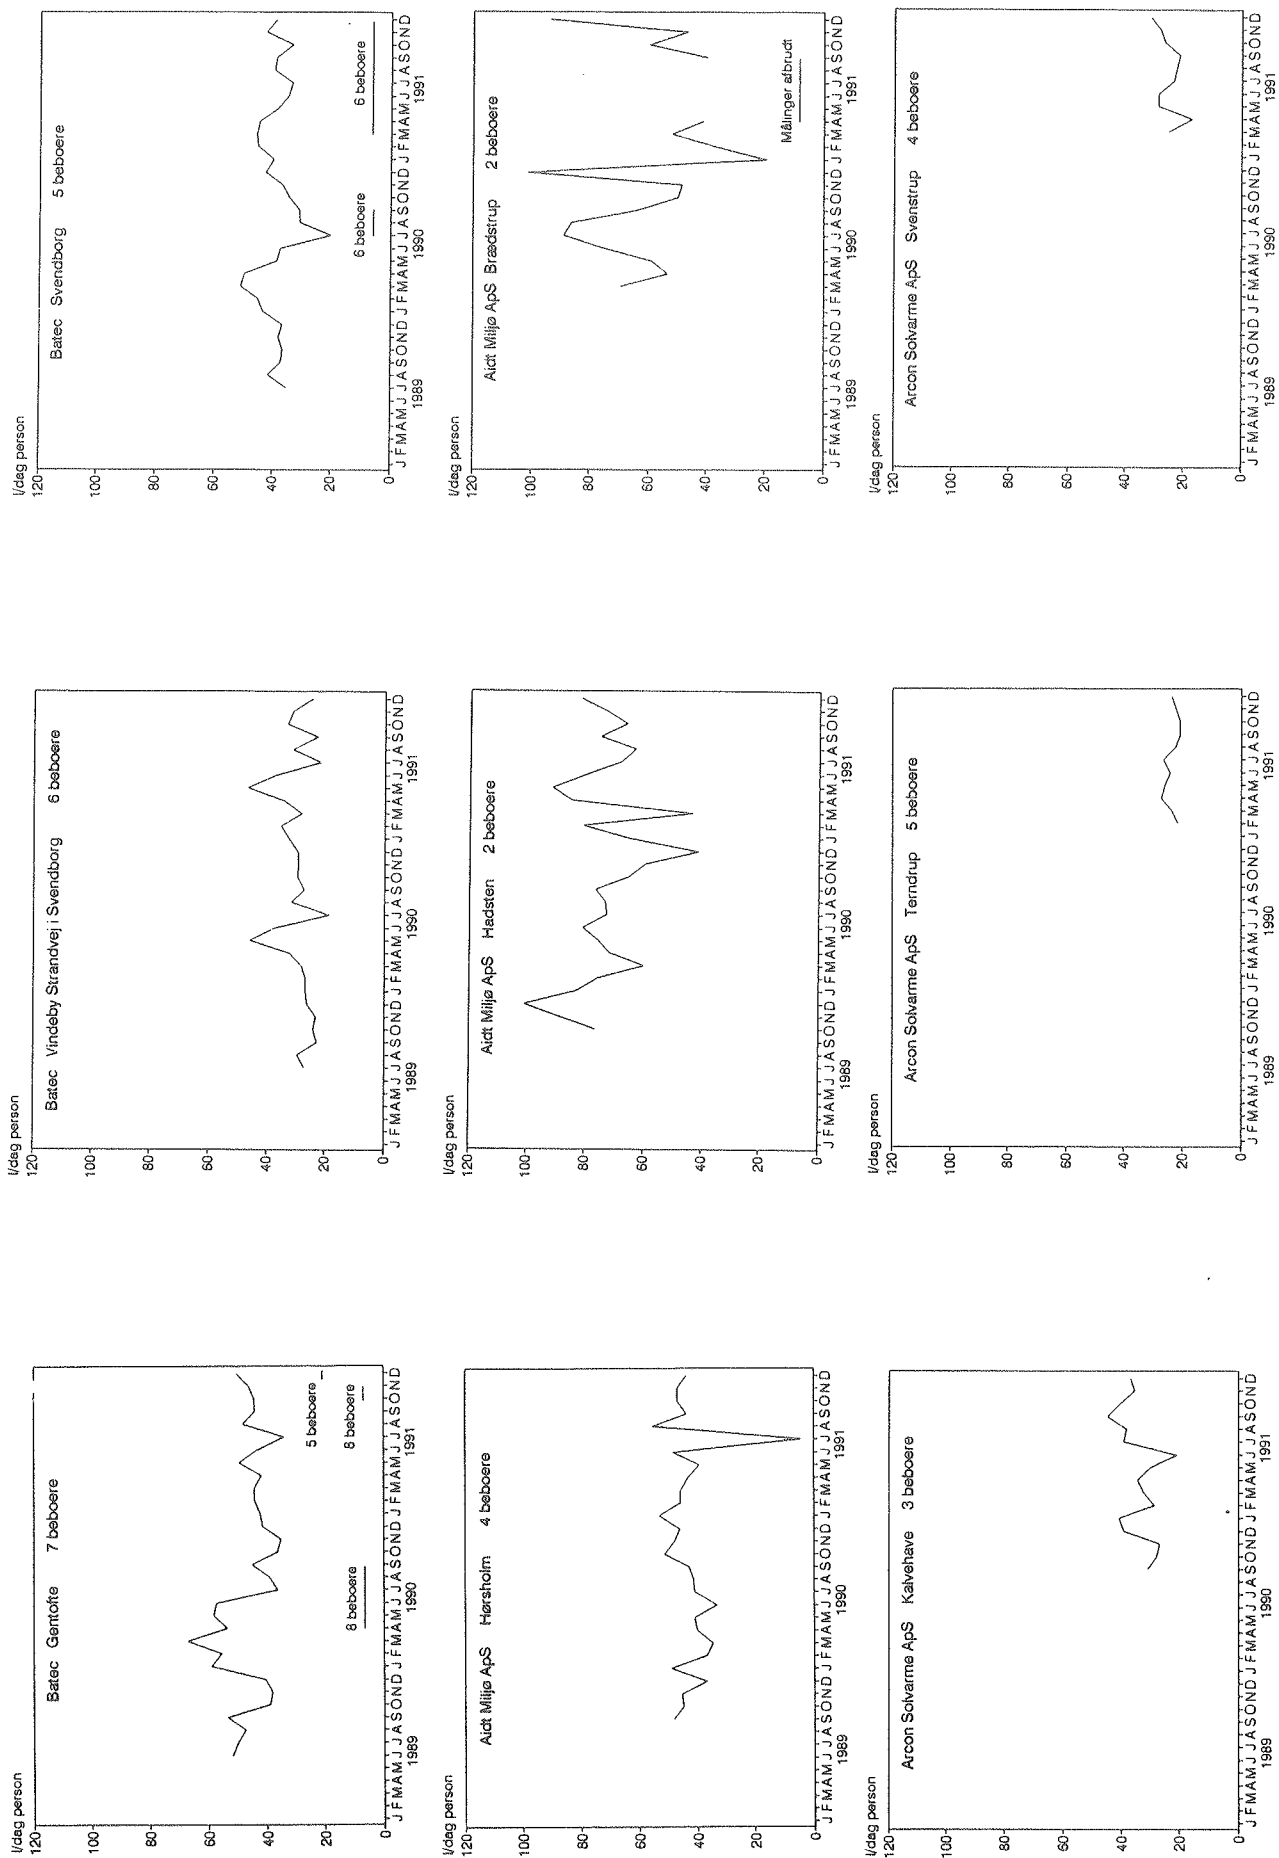 l/dag person
Batec Gentofte 7 beboere
120
100
80
60
40
20
0
8 beboere
5 beboere
8 beboere
J F M A M J J A S O N D J F M A M J J A S O N D J F M A M J J A S O N D
1989 1990 1991
l/dag person
Batec Vindeby Strandvej i Svendborg 6 beboere
120
100
80
60
40
20
0
J F M A M J J A S O N D J F M A M J J A S O N D J F M A M J J A S O N D
1989 1990 1991
l/dag person
Batec Svendborg 5 beboere
120
100
80
60
40
20
0
6 beboere
6 beboere
J F M A M J J A S O N D J F M A M J J A S O N D J F M A M J J A S O N D
1989 1990 1991
l/dag person
Aidt Miljø ApS Hørsholm 4 beboere
120
100
80
60
40
20
0
J F M A M J J A S O N D J F M A M J J A S O N D J F M A M J J A S O N D
1989 1990 1991
l/dag person
Aidt Miljø ApS Hadsten 2 beboere
120
100
80
60
40
20
0
J F M A M J J A S O N D J F M A M J J A S O N D J F M A M J J A S O N D
1989 1990 1991
l/dag person
Aidt Miljø ApS Brædstrup 2 beboere
120
100
80
60
40
20
0
Målinger afbrudt
J F M A M J J A S O N D J F M A M J J A S O N D J F M A M J J A S O N D
1989 1990 1991
l/dag person
Arcon Solvarme ApS Kalvehave 3 beboere
120
100
80
60
40
20
0
J F M A M J J A S O N D J F M A M J J A S O N D J F M A M J J A S O N D
1989 1990 1991
l/dag person
Arcon Solvarme ApS Terndrup 5 beboere
120
100
80
60
40
20
0
J F M A M J J A S O N D J F M A M J J A S O N D J F M A M J J A S O N D
1989 1990 1991
l/dag person
Arcon Solvarme ApS Svenstrup 4 beboere
120
100
80
60
40
20
0
J F M A M J J A S O N D J F M A M J J A S O N D J F M A M J J A S O N D
1989 1990 1991